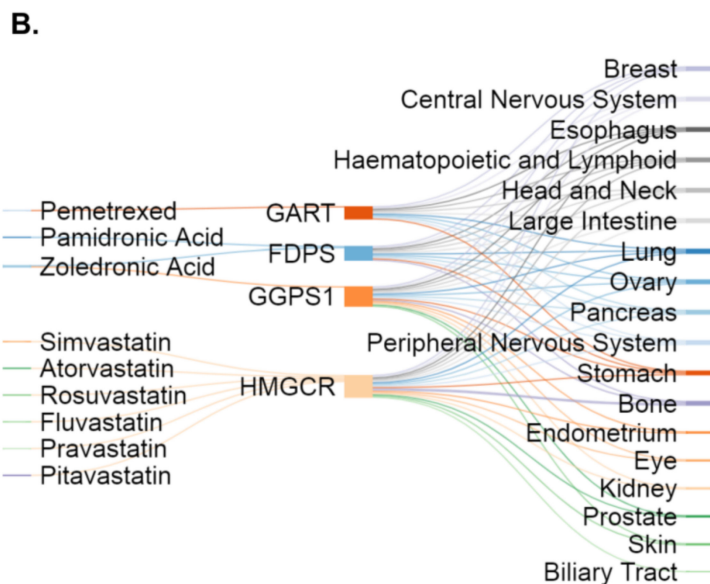 B.
Pemetrexed
Pamidronic Acid
Zoledronic Acid
Simvastatin
Atorvastatin
Rosuvastatin
Fluvastatin
Pravastatin
Pitavastatin
GART
FDPS
GGPS1
HMGCR
Breast
Central Nervous System
Esophagus
Haematopoietic and Lymphoid
Head and Neck
Large Intestine
Lung
Ovary
Pancreas
Peripheral Nervous System
Stomach
Bone
Endometrium
Eye
Kidney
Prostate
Skin
Biliary Tract